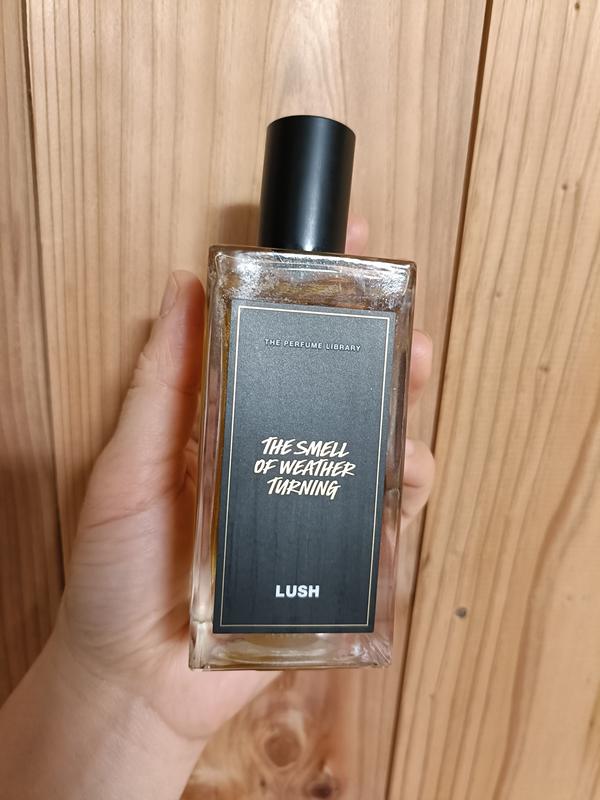 THE PERFUME LIBRARY
THE SMELL
OF WEATHER
TURNING
LUSH